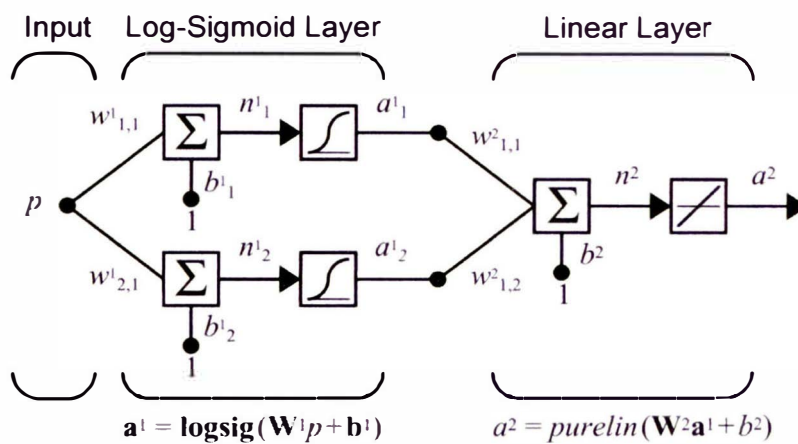 Input Log-Sigmoid Layer Linear Layer
w¹₁,₁ Σ n¹₁ a¹₁ w²₁,₁
b¹₁
1
p Σ n² a²
b²
1
w¹₂,₁ Σ n¹₂ a¹₂ w²₁,₂
b¹₂
1
a¹ = logsig(W¹p+b¹) a² = purelin(W²a¹+b²)